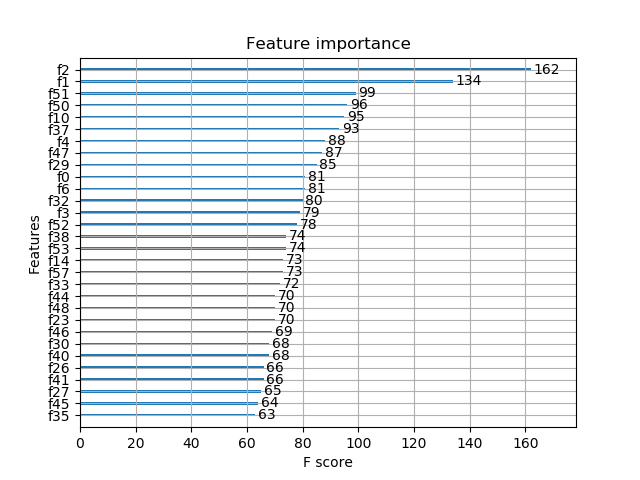 Feature importance
f2 162
f1 134
f51 99
f50 96
f10 95
f37 93
f4 88
f47 87
f29 85
f0 81
f6 81
f32 80
f3 79
f52 78
f38 74
f53 74
f14 73
f57 73
f33 72
f44 70
f48 70
f23 70
f46 69
f30 68
f40 68
f26 66
f41 66
f27 65
f45 64
f35 63
Features
0 20 40 60 80 100 120 140 160
F score